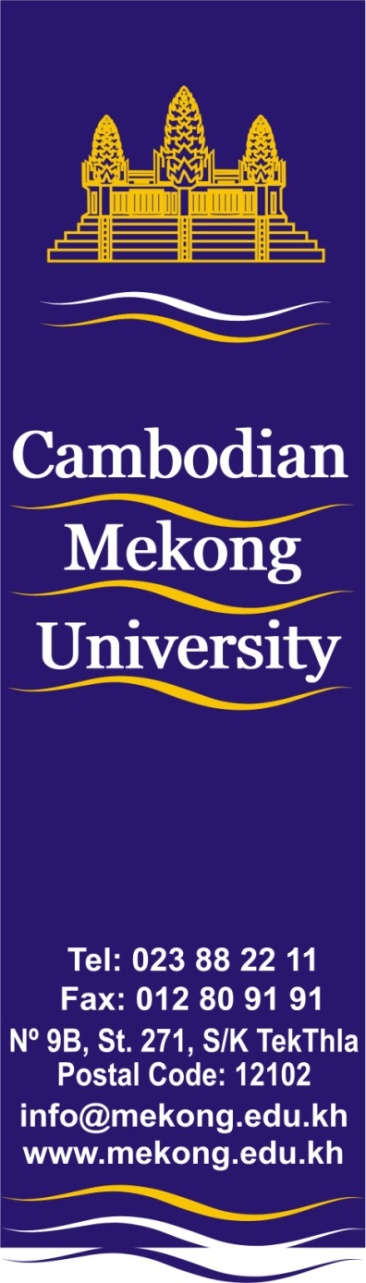 Cambodian
Mekong
University
Tel: 023 88 22 11
Fax: 012 80 91 91
Nº 9B, St. 271, S/K TekThla
Postal Code: 12102
info@mekong.edu.kh
www.mekong.edu.kh